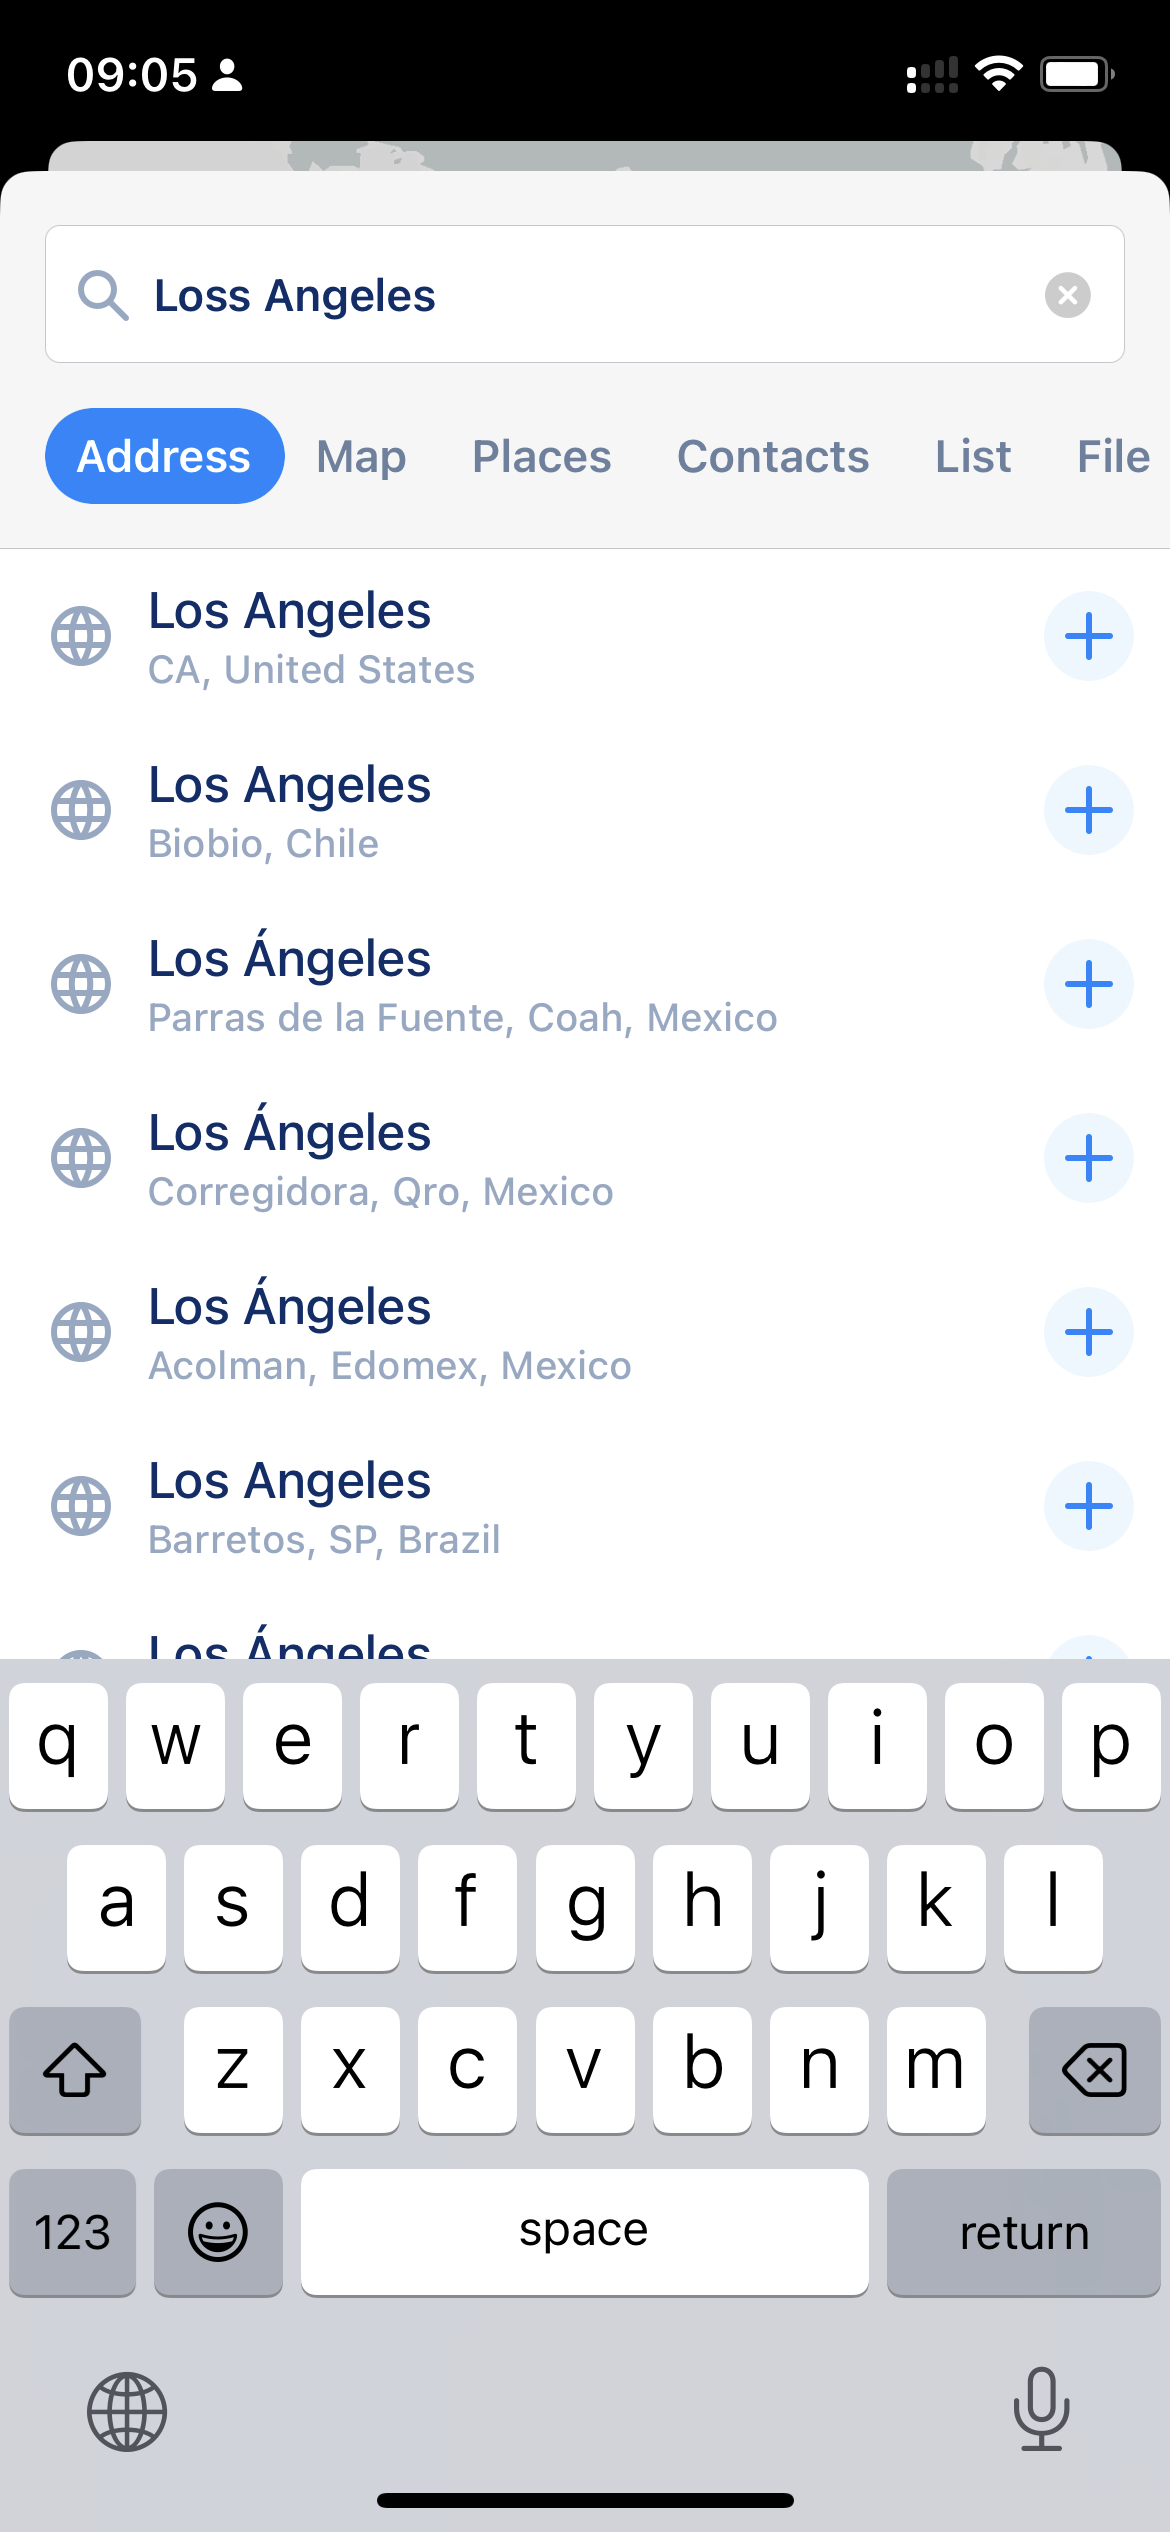 09:05
Loss Angeles
Address Map Places Contacts List File
Los Angeles
CA, United States
Los Angeles
Biobio, Chile
Los Ángeles
Parras de la Fuente, Coah, Mexico
Los Ángeles
Corregidora, Qro, Mexico
Los Ángeles
Acolman, Edomex, Mexico
Los Angeles
Barretos, SP, Brazil
Los Ángeles
q w e r t y u i o p
a s d f g h j k l
z x c v b n m
123 space return